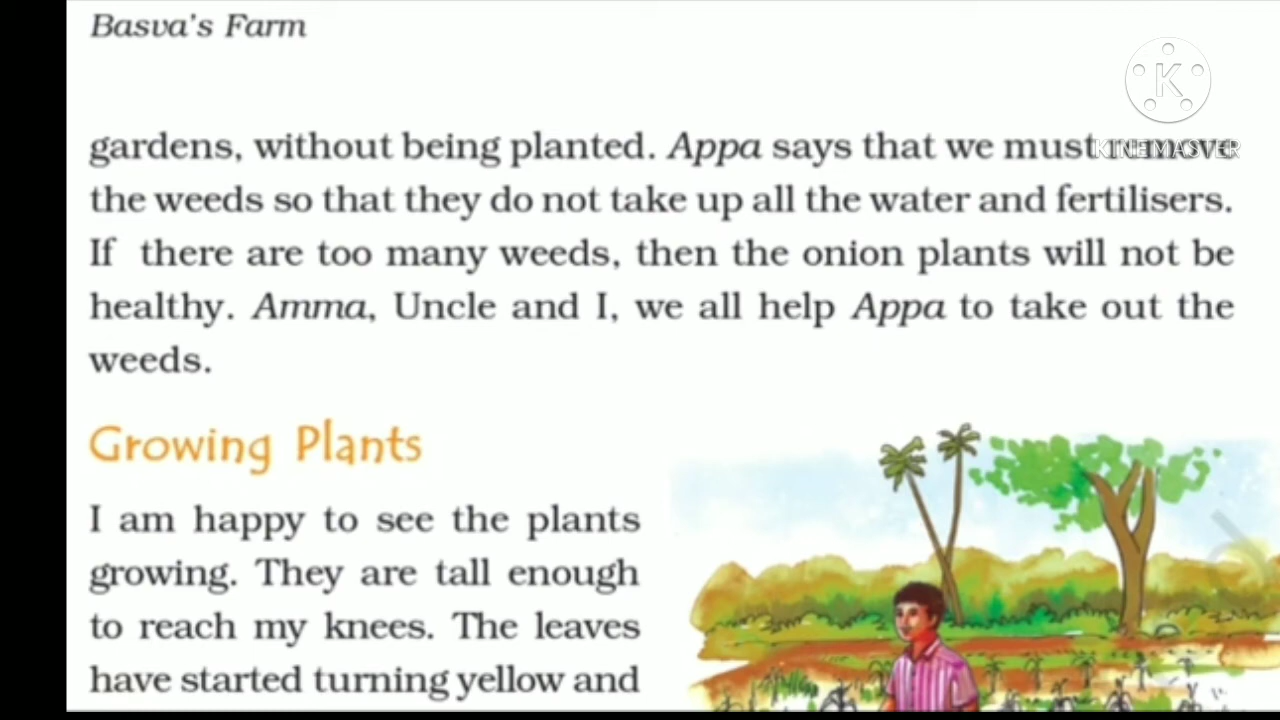 Basva's Farm
K
KINEMASTER
gardens, without being planted. Appa says that we must
the weeds so that they do not take up all the water and fertilisers.
If there are too many weeds, then the onion plants will not be
healthy. Amma, Uncle and I, we all help Appa to take out the
weeds.
Growing Plants
I am happy to see the plants
growing. They are tall enough
to reach my knees. The leaves
have started turning yellow and